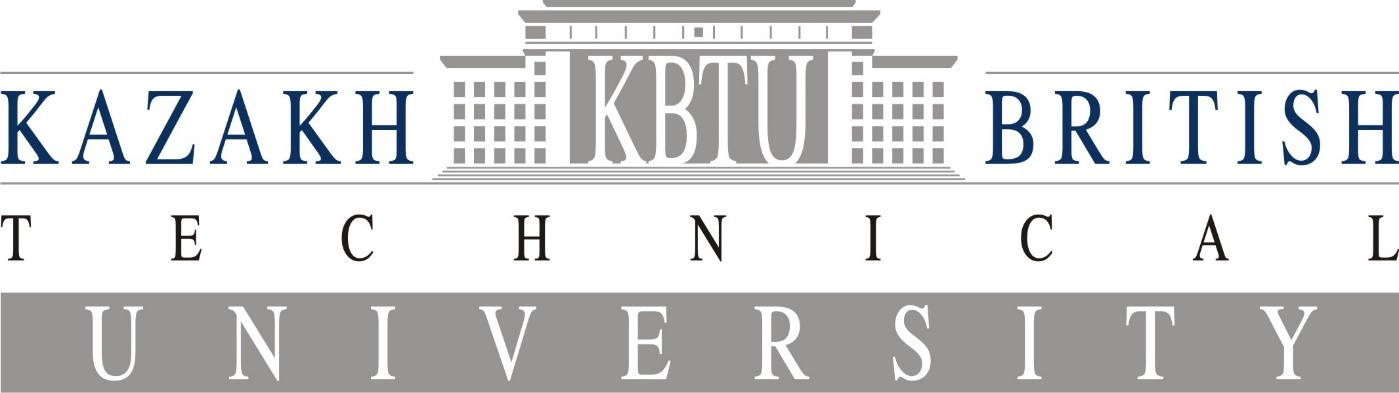 KAZAKH KBTU BRITISH
TECHNICAL
UNIVERSITY